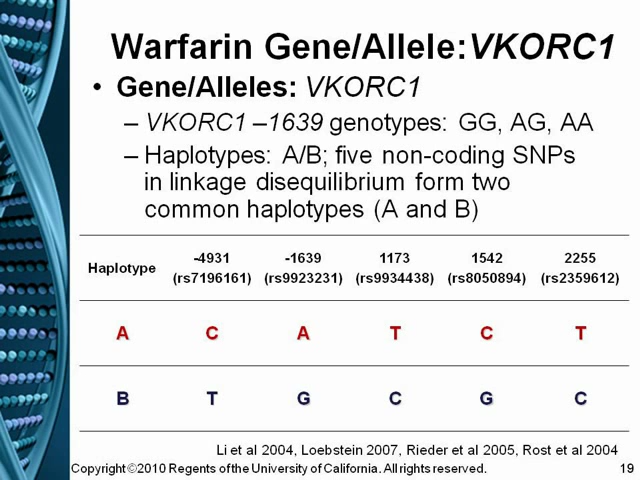 Warfarin Gene/Allele:VKORC1
• Gene/Alleles: VKORC1
– VKORC1 –1639 genotypes: GG, AG, AA
– Haplotypes: A/B; five non-coding SNPs
in linkage disequilibrium form two
common haplotypes (A and B)
Haplotype -4931 (rs7196161) -1639 (rs9923231) 1173 (rs9934438) 1542 (rs8050894) 2255 (rs2359612)
A C A T C T
B T G C G C
Li et al 2004, Loebstein 2007, Rieder et al 2005, Rost et al 2004
Copyright ©2010 Regents of the University of California. All rights reserved. 19